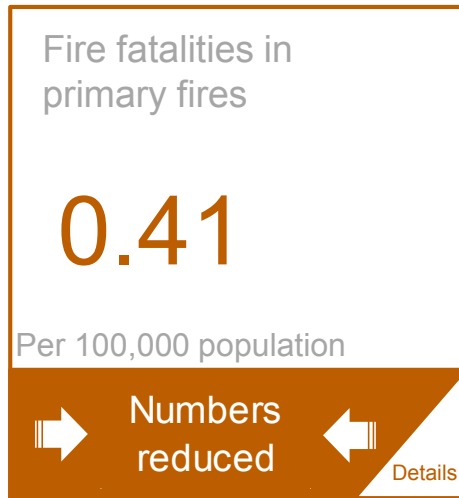 Fire fatalities in
primary fires
0.41
Per 100,000 population
Numbers
reduced
Details